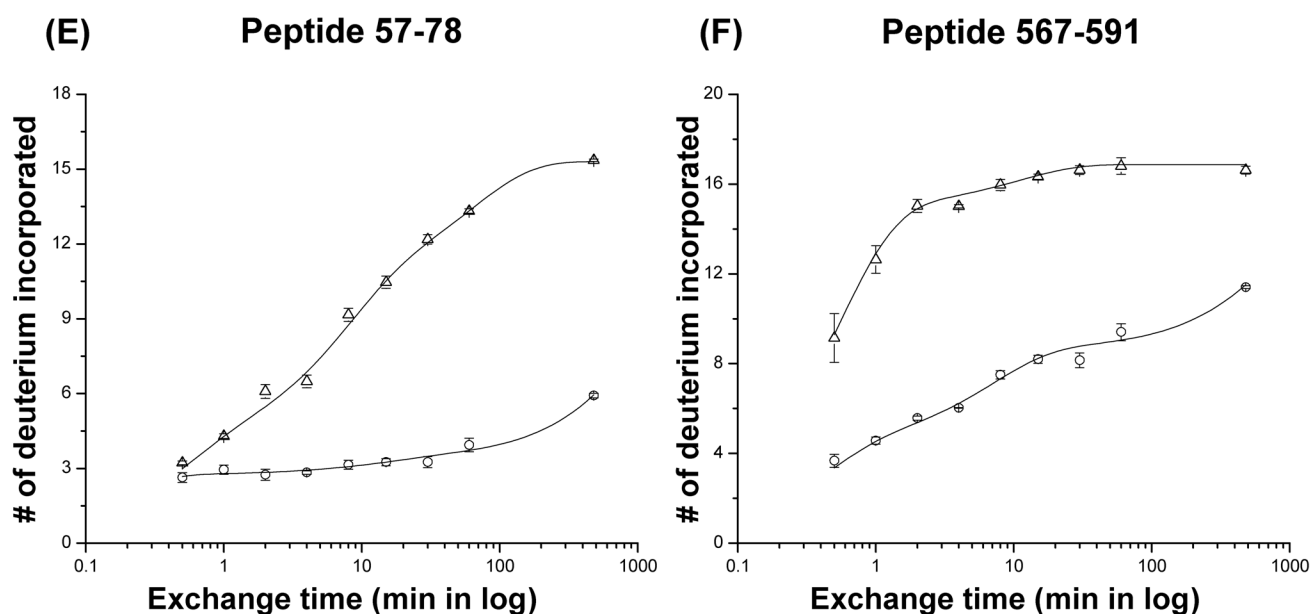 (E) Peptide 57-78
18
15
12
9
6
3
0
0.1 1 10 100 1000
# of deuterium incorporated
Exchange time (min in log)
(F) Peptide 567-591
20
16
12
8
4
0
0.1 1 10 100 1000
# of deuterium incorporated
Exchange time (min in log)